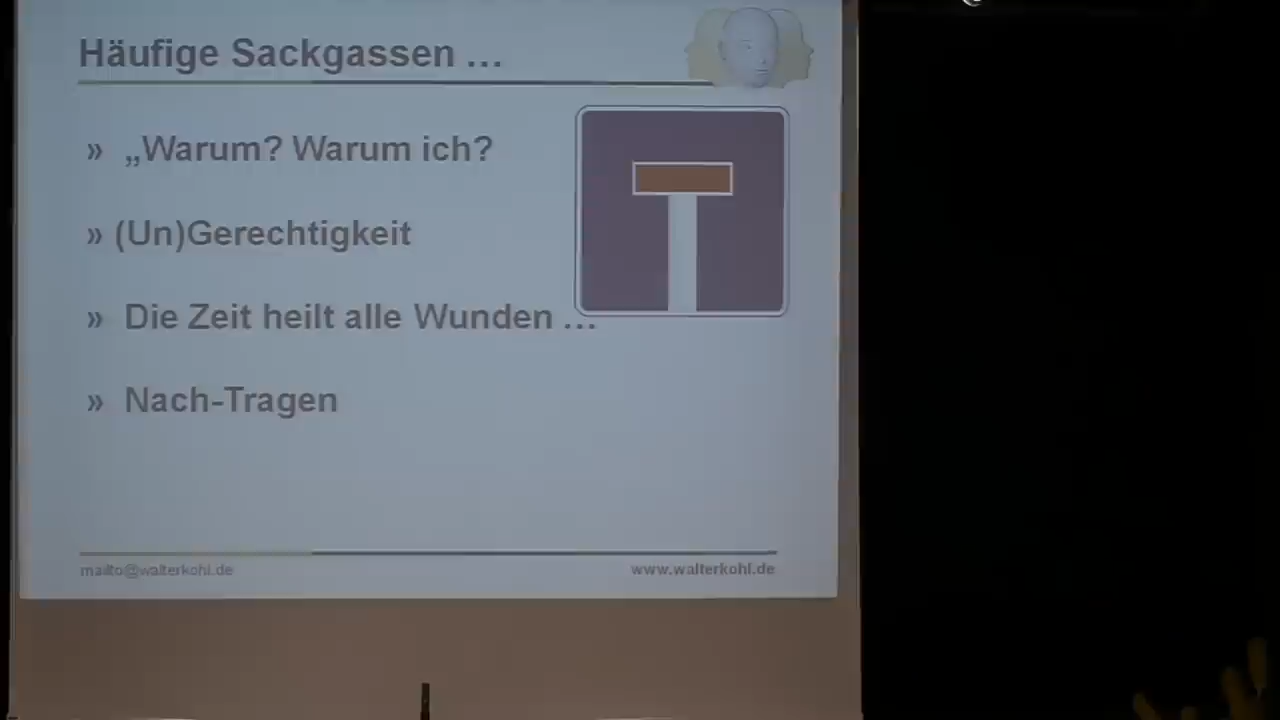 Häufige Sackgassen ...
» „Warum? Warum ich?
» (Un)Gerechtigkeit
» Die Zeit heilt alle Wunden ...
» Nach-Tragen
mailto@walterkohl.de
www.walterkohl.de